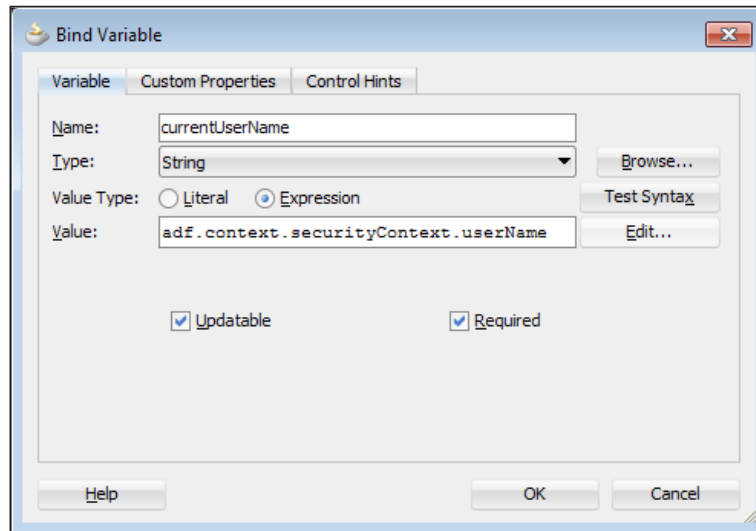 Bind Variable
Variable Custom Properties Control Hints
Name: currentUserName
Type: String Browse...
Value Type: Literal Expression Test Syntax
Value: adf.context.securityContext.userName Edit...
Updatable Required
Help OK Cancel